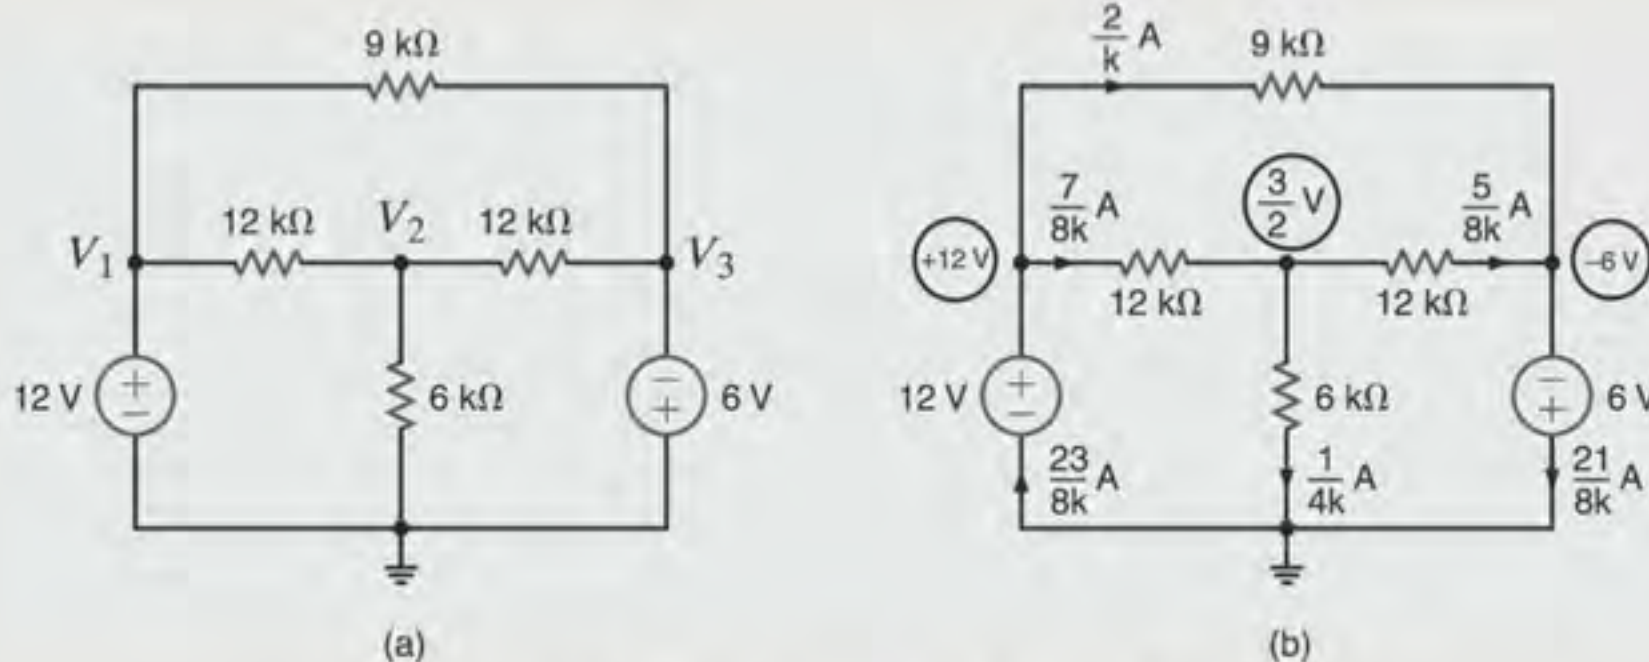 9 kΩ
V₁
12 kΩ
V₂
12 kΩ
V₃
12 V
+
−
6 kΩ
−
+
6 V
(a)
2/k A
9 kΩ
+12 V
7/8k A
12 kΩ
3/2 V
5/8k A
12 kΩ
−6 V
12 V
+
−
6 kΩ
−
+
6 V
23/8k A
1/4k A
21/8k A
(b)